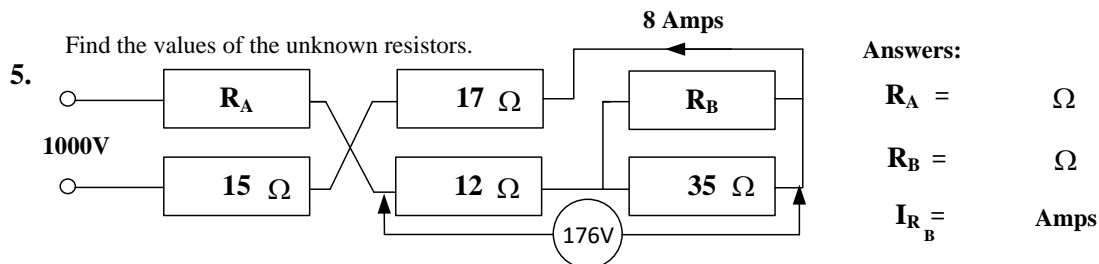 8 Amps
Find the values of the unknown resistors.
Answers:
5.
R_A
17 Ω
R_B
R_A = Ω
1000V
R_B = Ω
15 Ω
12 Ω
35 Ω
176V
I_R_B = Amps